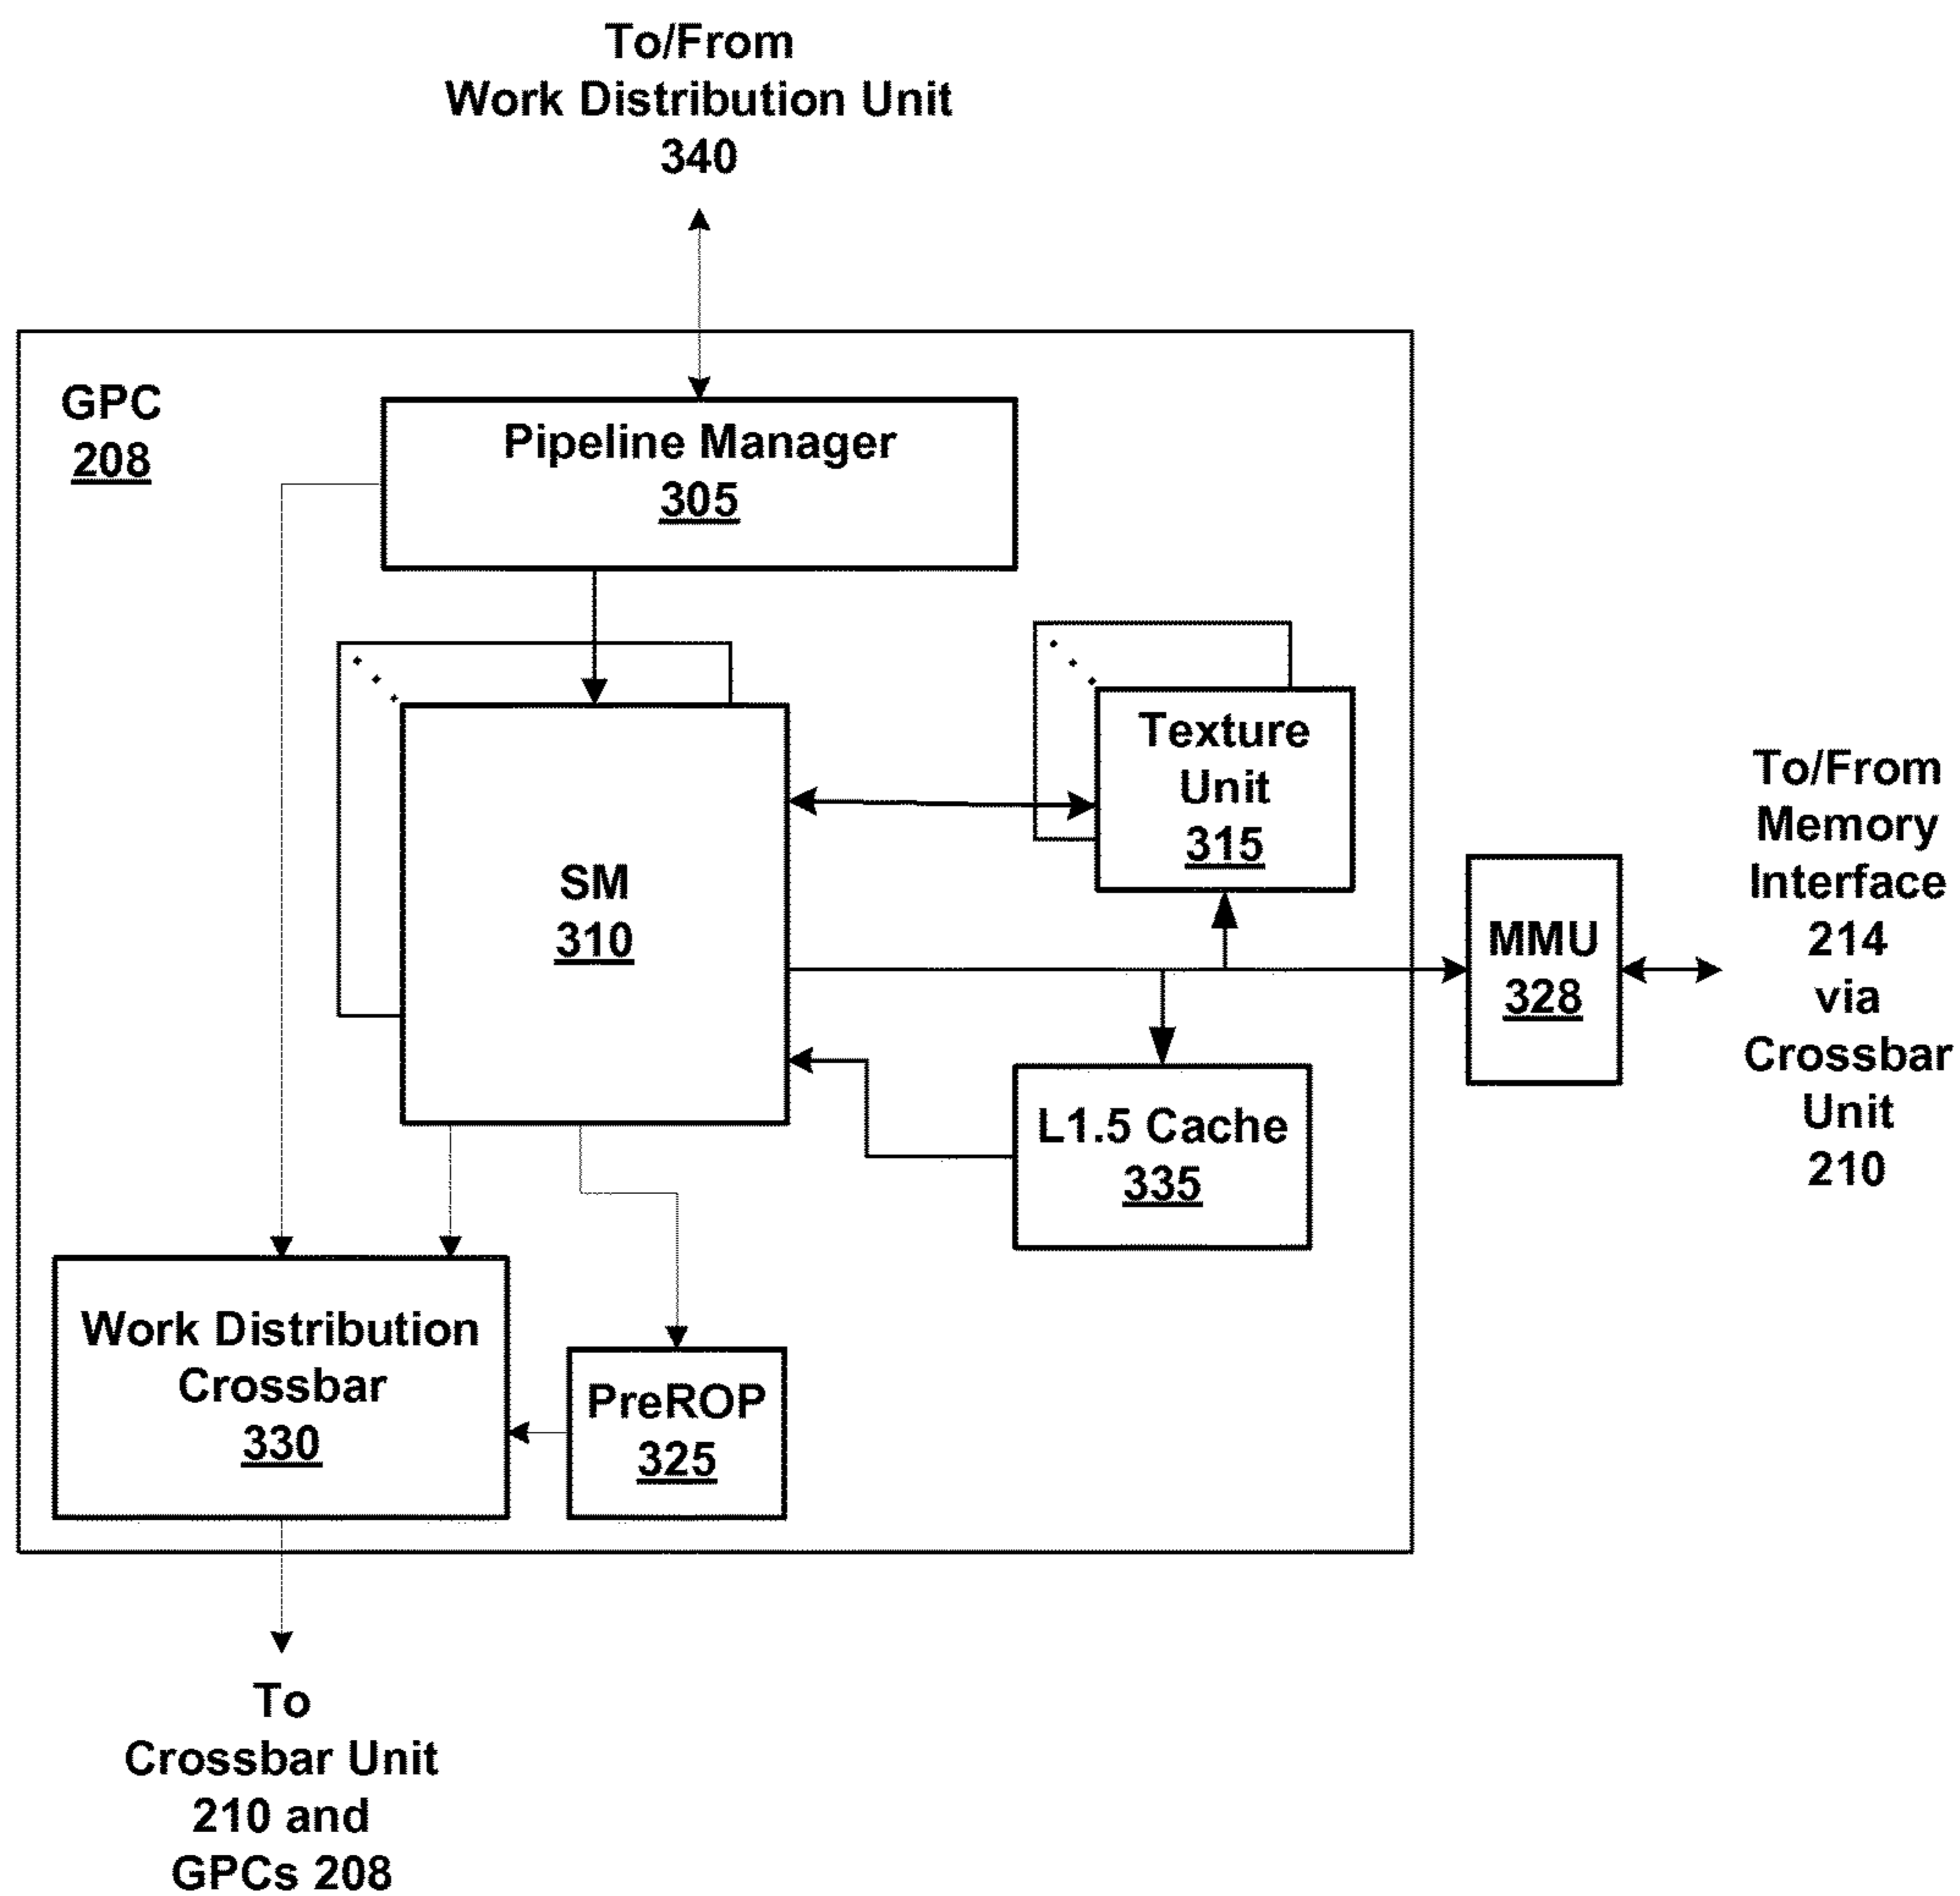 To/From
Work Distribution Unit
340
GPC
208
Pipeline Manager
305
Texture
Unit
315
SM
310
MMU
328
To/From
Memory
Interface
214
via
Crossbar
Unit
210
L1.5 Cache
335
Work Distribution
Crossbar
330
PreROP
325
To
Crossbar Unit
210 and
GPCs 208